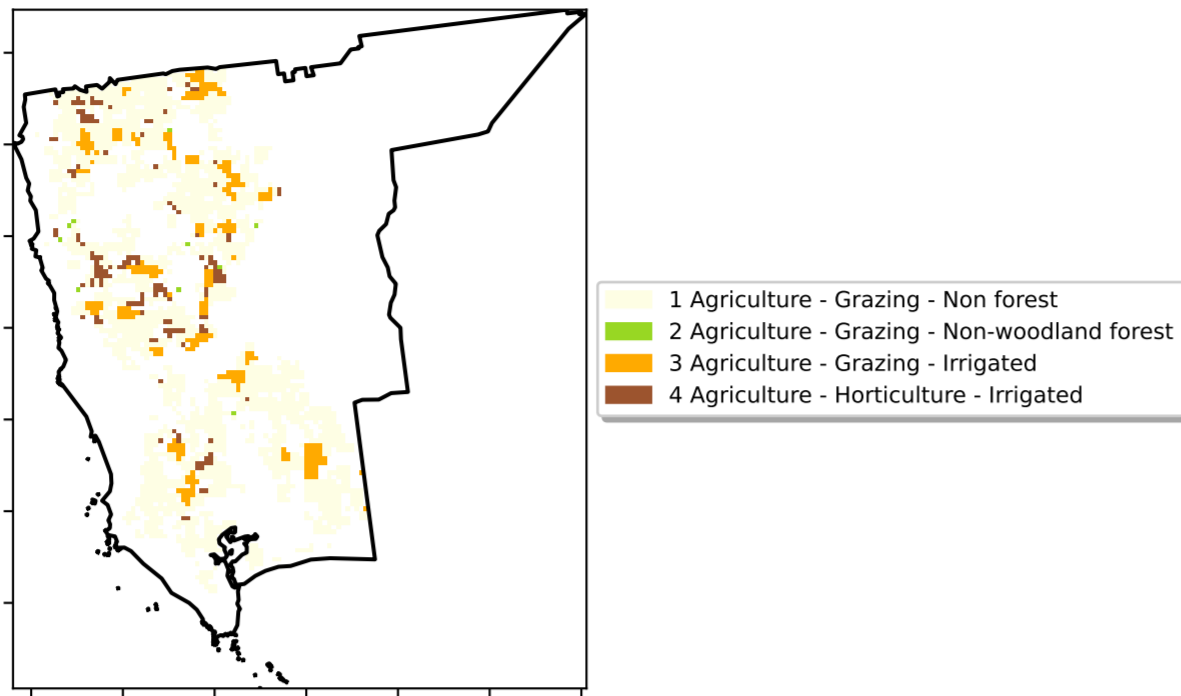 1 Agriculture - Grazing - Non forest
2 Agriculture - Grazing - Non-woodland forest
3 Agriculture - Grazing - Irrigated
4 Agriculture - Horticulture - Irrigated